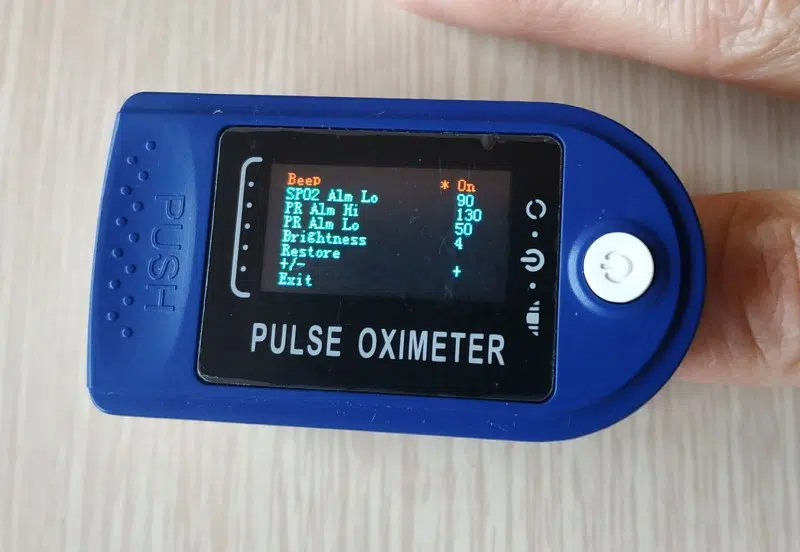 PUSH
Beep * On
SPO2 Alm Lo 90
PR Alm Hi 130
PR Alm Lo 50
Brightness 4
Restore
+/- +
Exit
PULSE OXIMETER